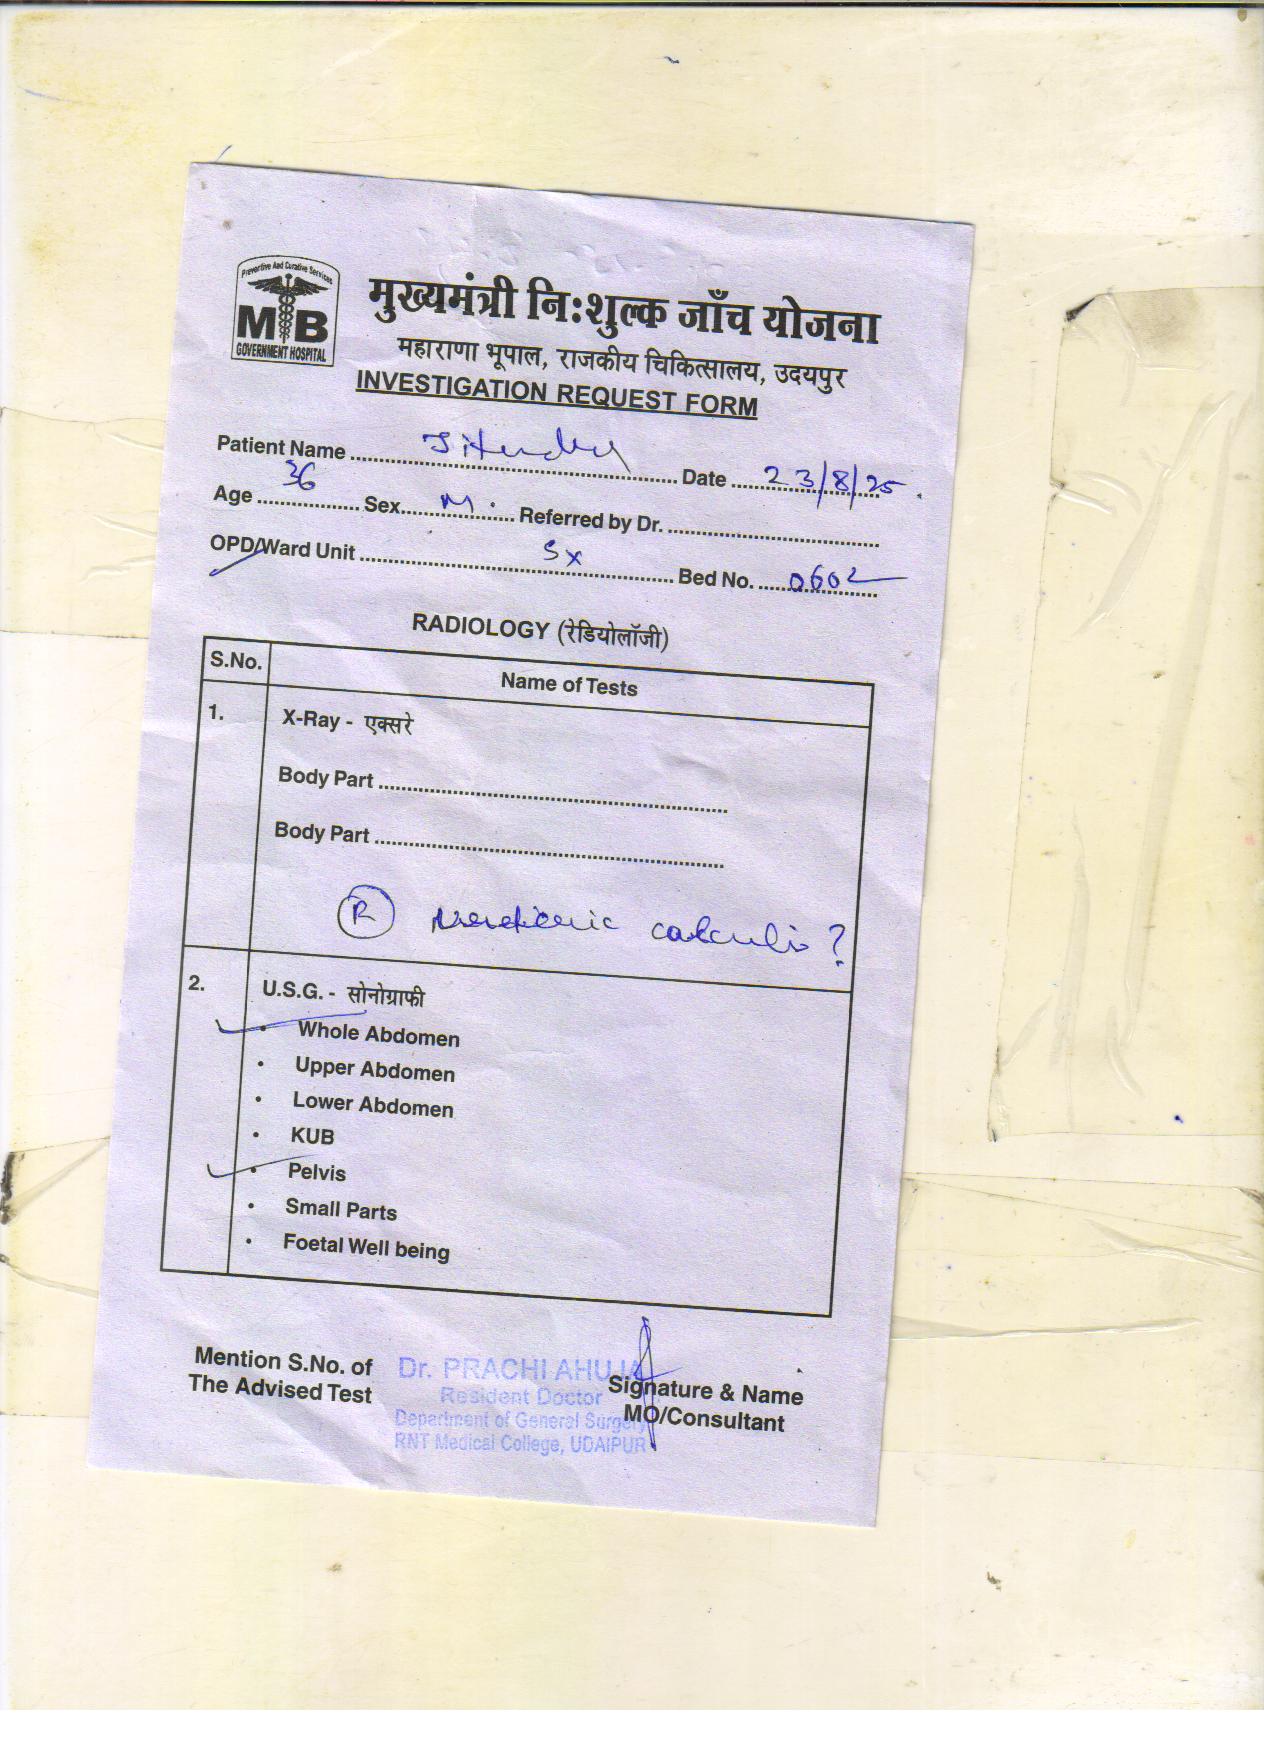 Preventive And Curative Services
MB
GOVERNMENT HOSPITAL
मुख्यमंत्री नि:शुल्क जाँच योजना
महाराणा भूपाल, राजकीय चिकित्सालय, उदयपुर
INVESTIGATION REQUEST FORM
Patient Name ........ Date 23/8/25
Age 36 Sex M. Referred by Dr. ........
OPD/Ward Unit Sx Bed No. 0602
RADIOLOGY (रेडियोलॉजी)
S.No. Name of Tests
1. X-Ray - एक्सरे
Body Part ........
Body Part ........
R calculis?
2. U.S.G. - सोनोग्राफी
• Whole Abdomen
• Upper Abdomen
• Lower Abdomen
• KUB
• Pelvis
• Small Parts
• Foetal Well being
Mention S.No. of
The Advised Test
Dr. PRACHI AHUJA
Resident Doctor
Department of General Surgery
RNT Medical College, UDAIPUR
Signature & Name
MO/Consultant